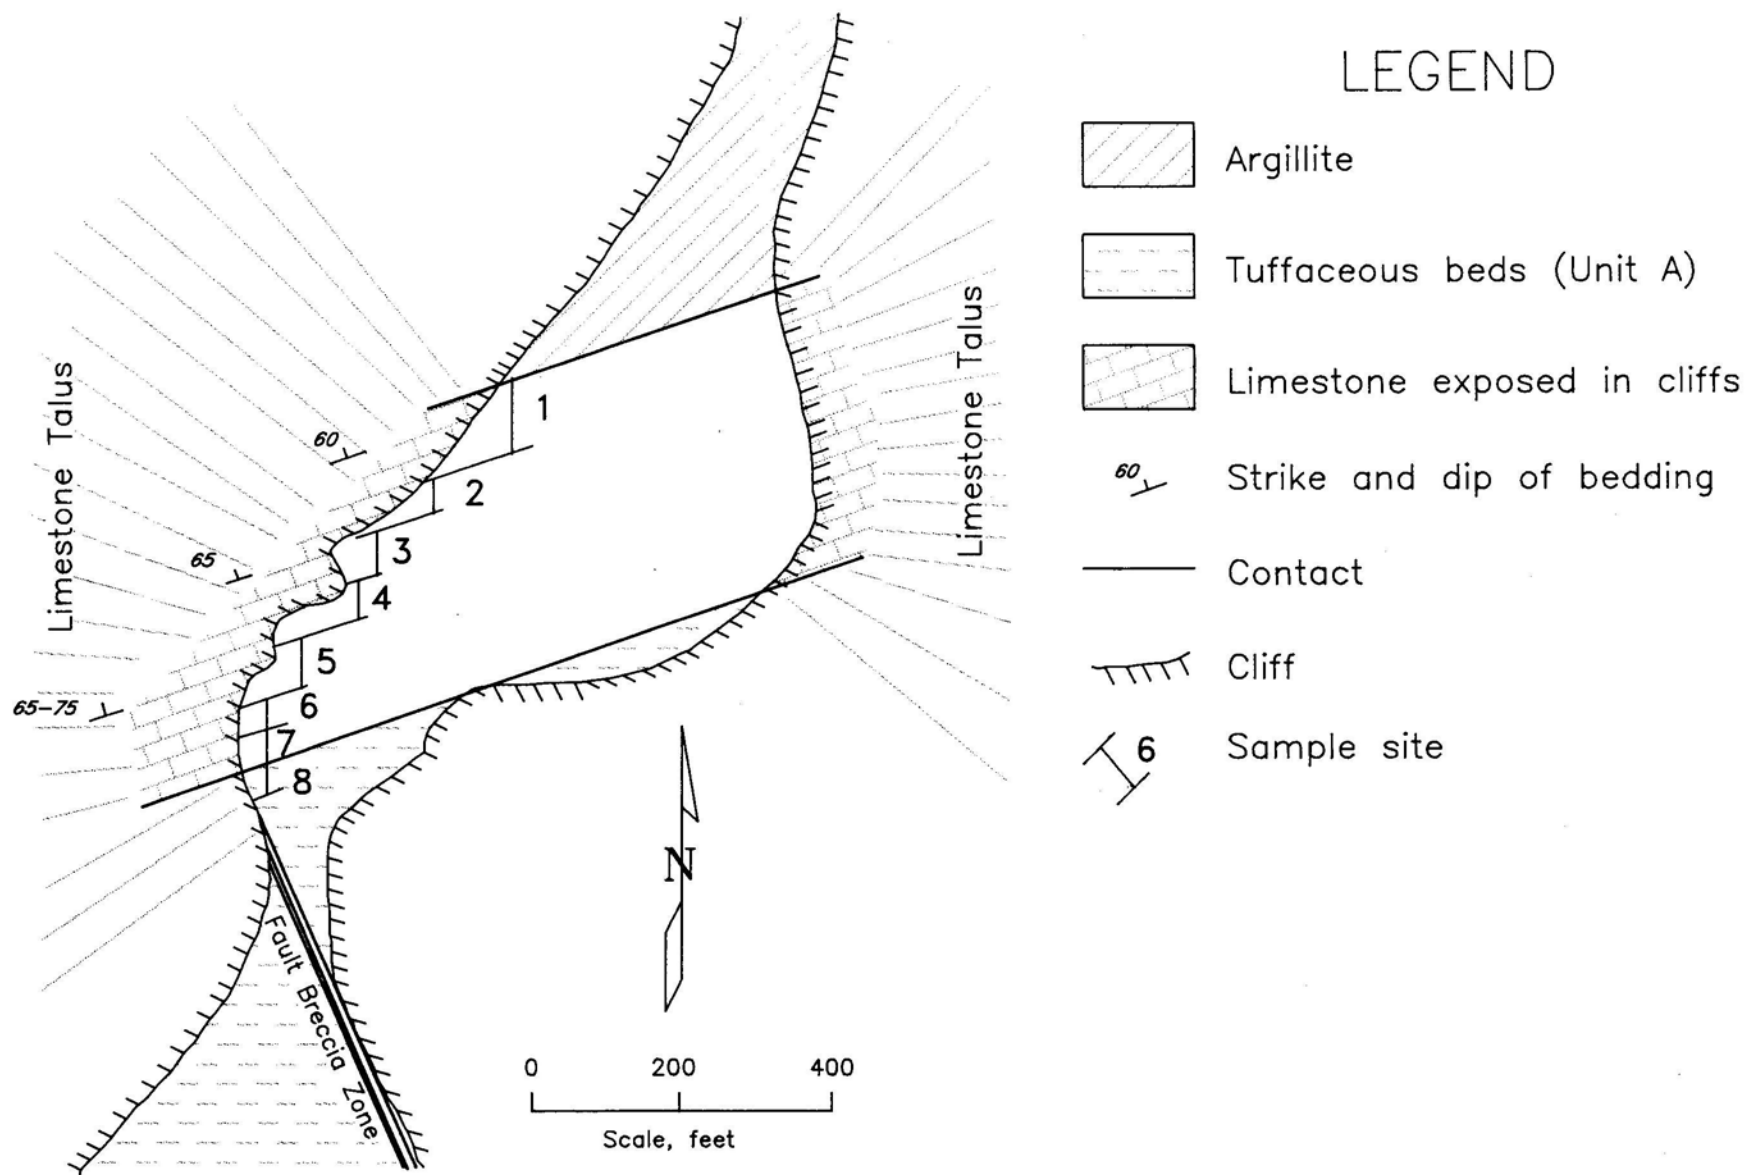 LEGEND
Argillite
Tuffaceous beds (Unit A)
Limestone exposed in cliffs
60
Strike and dip of bedding
Contact
Cliff
6
Sample site
Limestone Talus
Limestone Talus
60
65
65-75
1
2
3
4
5
6
7
8
Fault Breccia Zone
N
0 200 400
Scale, feet